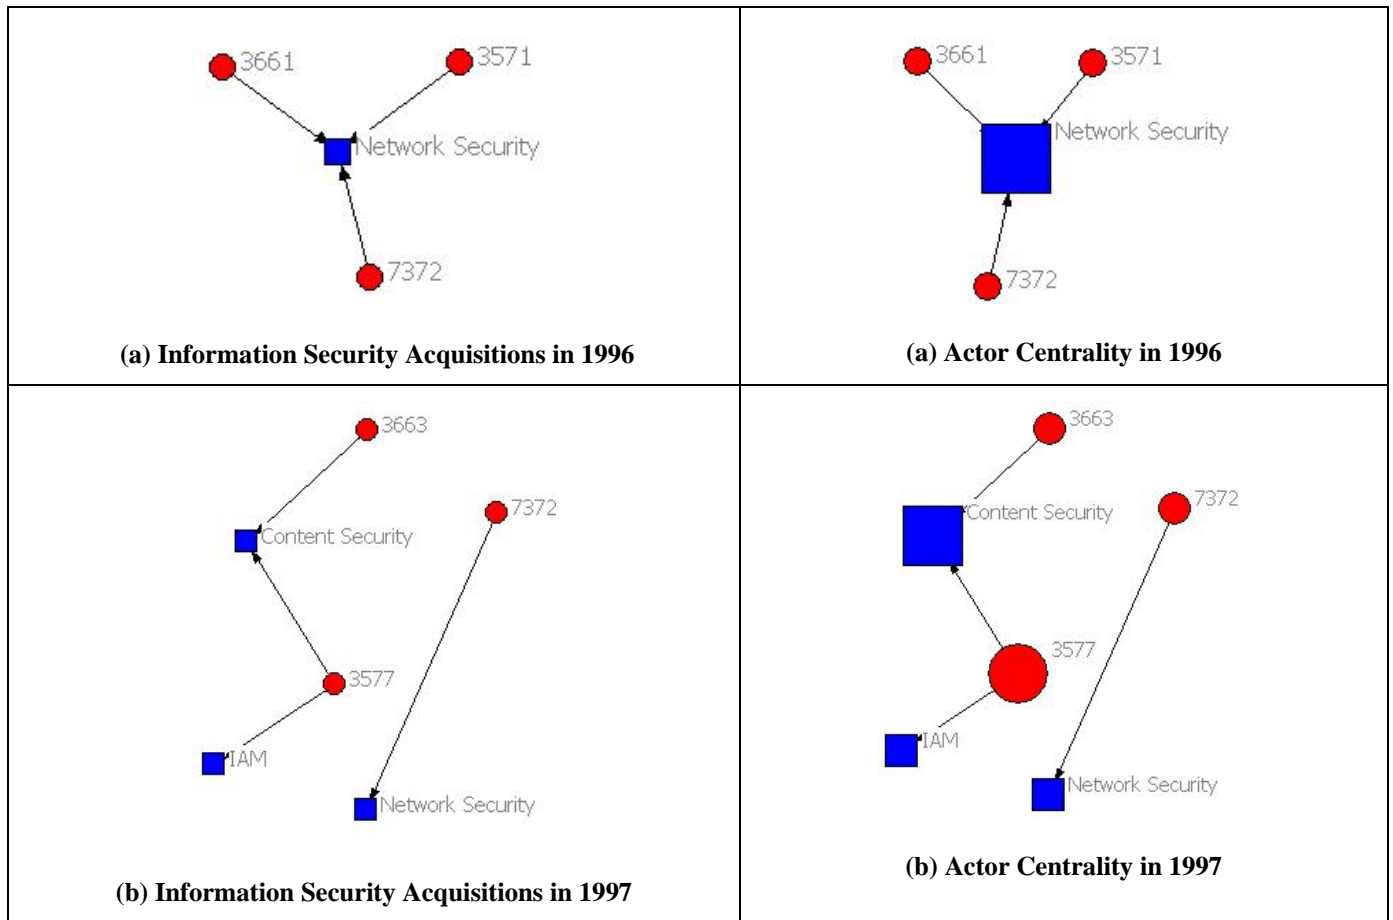 3661
3571
Network Security
7372
(a) Information Security Acquisitions in 1996
3661
3571
Network Security
7372
(a) Actor Centrality in 1996
3663
7372
Content Security
3577
IAM
Network Security
(b) Information Security Acquisitions in 1997
3663
7372
Content Security
3577
IAM
Network Security
(b) Actor Centrality in 1997